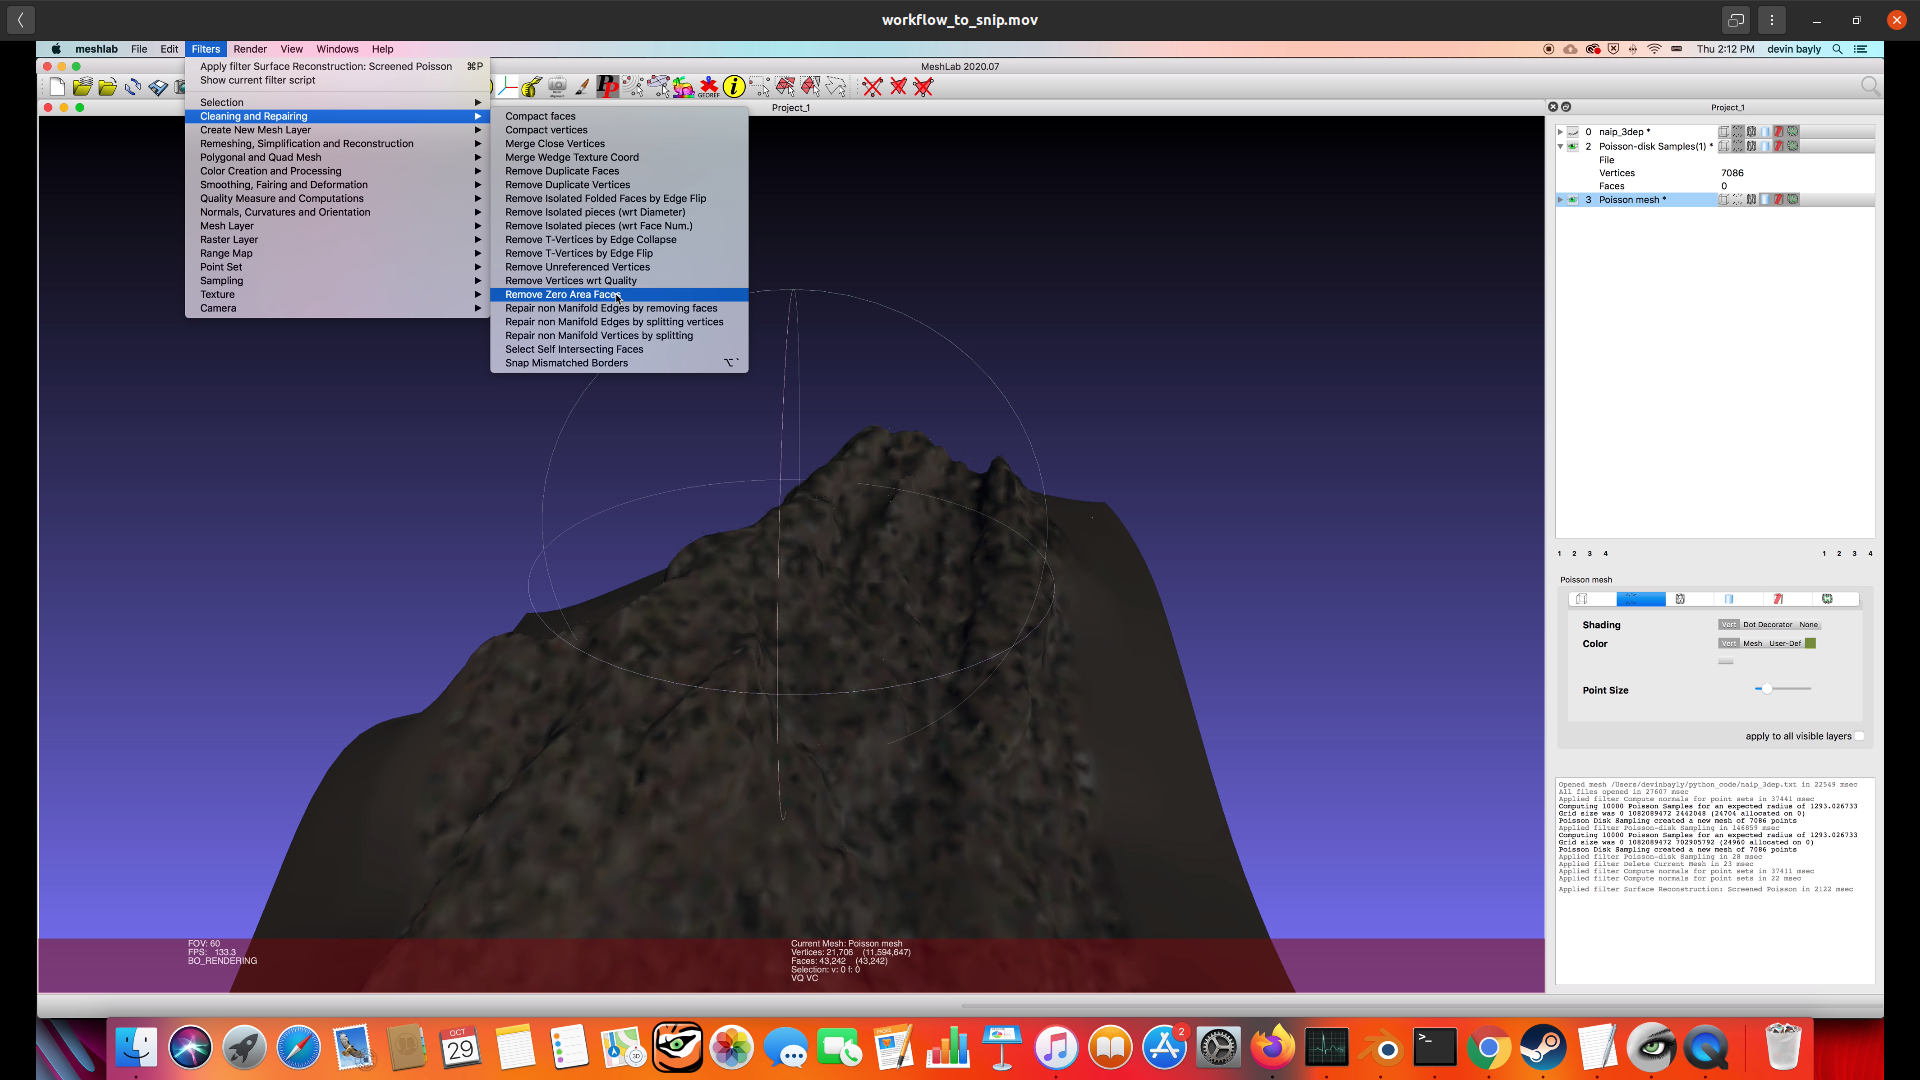 workflow_to_snip.mov
meshlab File Edit Filters Render View Windows Help
Thu 2:12 PM devin bayly
MeshLab 2020.07
Apply filter Surface Reconstruction: Screened Poisson ⌘P
Show current filter script
Selection
Cleaning and Repairing
Create New Mesh Layer
Remeshing, Simplification and Reconstruction
Polygonal and Quad Mesh
Color Creation and Processing
Smoothing, Fairing and Deformation
Quality Measure and Computations
Normals, Curvatures and Orientation
Mesh Layer
Raster Layer
Range Map
Point Set
Sampling
Texture
Camera
Compact faces
Compact vertices
Merge Close Vertices
Merge Wedge Texture Coord
Remove Duplicate Faces
Remove Duplicate Vertices
Remove Isolated Folded Faces by Edge Flip
Remove Isolated pieces (wrt Diameter)
Remove Isolated pieces (wrt Face Num.)
Remove T-Vertices by Edge Collapse
Remove T-Vertices by Edge Flip
Remove Unreferenced Vertices
Remove Vertices wrt Quality
Remove Zero Area Faces
Repair non Manifold Edges by removing faces
Repair non Manifold Edges by splitting vertices
Repair non Manifold Vertices by splitting
Select Self Intersecting Faces
Snap Mismatched Borders ⌥`
GEOREF
Project_1
Project_1
0 naip_3dep *
2 Poisson-disk Samples(1) *
File
Vertices 7086
Faces 0
3 Poisson mesh *
1 2 3 4 1 2 3 4
Poisson mesh
Shading Vert Dot Decorator None
Color Vert Mesh User-Def
Point Size
apply to all visible layers
Opened mesh /Users/devinbayly/python_code/naip_3dep.txt in 22549 msec
All files opened in 27607 msec
Applied filter Compute normals for point sets in 37441 msec
Computing 10000 Poisson Samples for an expected radius of 1293.026733
Grid size was 0 1082089472 2442048 (24704 allocated on 0)
Poisson Disk Sampling created a new mesh of 7086 points
Applied filter Poisson-disk Sampling in 146859 msec
Computing 10000 Poisson Samples for an expected radius of 1293.026733
Grid size was 0 1082089472 702905792 (24960 allocated on 0)
Poisson Disk Sampling created a new mesh of 7086 points
Applied filter Poisson-disk Sampling in 28 msec
Applied filter Delete Current Mesh in 23 msec
Applied filter Compute normals for point sets in 37411 msec
Applied filter Compute normals for point sets in 22 msec
Applied filter Surface Reconstruction: Screened Poisson in 2122 msec
FOV: 60
FPS: 133.3
BO_RENDERING
Current Mesh: Poisson mesh
Vertices: 21,706 (11,594,647)
Faces: 43,242 (43,242)
Selection: v: 0 f: 0
VQ VC
OCT
29
3D
2
>_